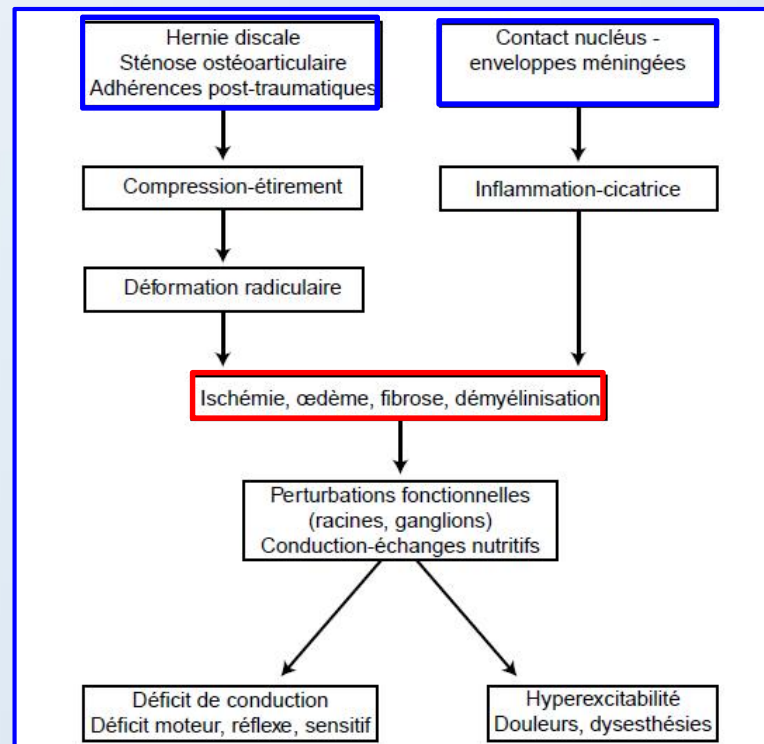 Hernie discale
Sténose ostéoarticulaire
Adhérences post-traumatiques
Contact nucléus -
enveloppes méningées
Compression-étirement
Inflammation-cicatrice
Déformation radiculaire
Ischémie, œdème, fibrose, démyélinisation
Perturbations fonctionnelles
(racines, ganglions)
Conduction-échanges nutritifs
Déficit de conduction
Déficit moteur, réflexe, sensitif
Hyperexcitabilité
Douleurs, dysesthésies